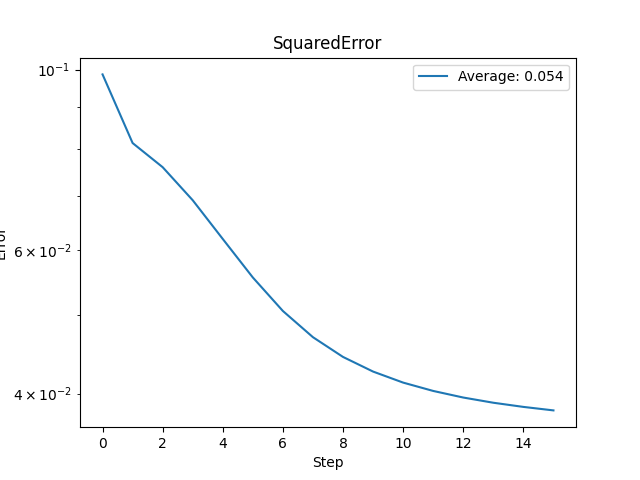 SquaredError
Average: 0.054
10⁻¹
6 × 10⁻²
4 × 10⁻²
Error
0 2 4 6 8 10 12 14
Step